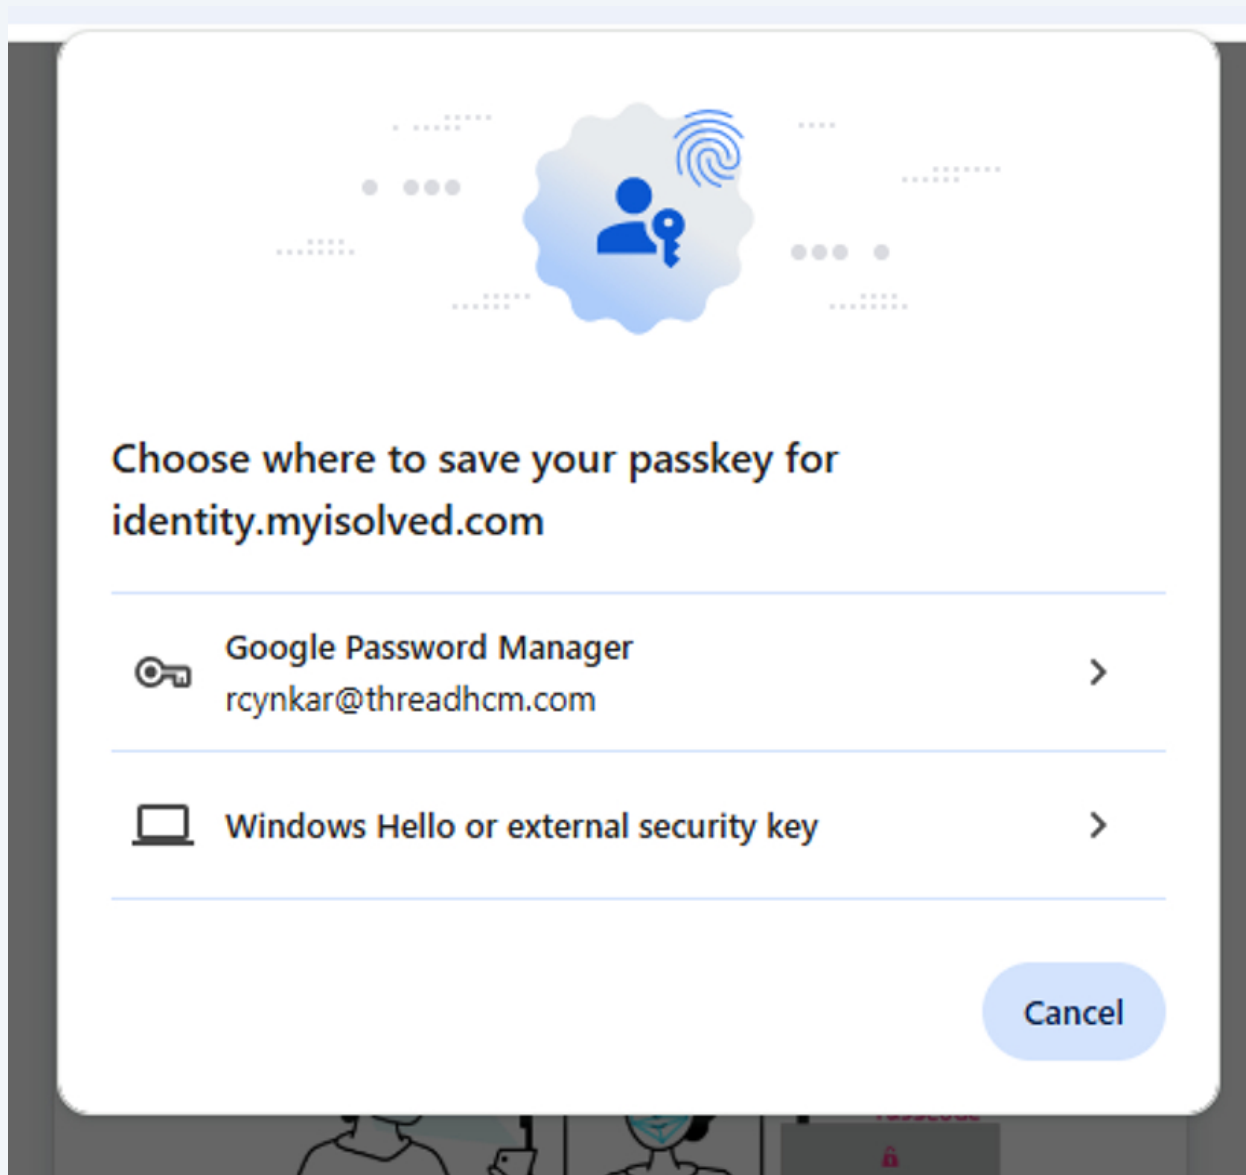 Choose where to save your passkey for
identity.myisolved.com
Google Password Manager
rcynkar@threadhcm.com
Windows Hello or external security key
Cancel